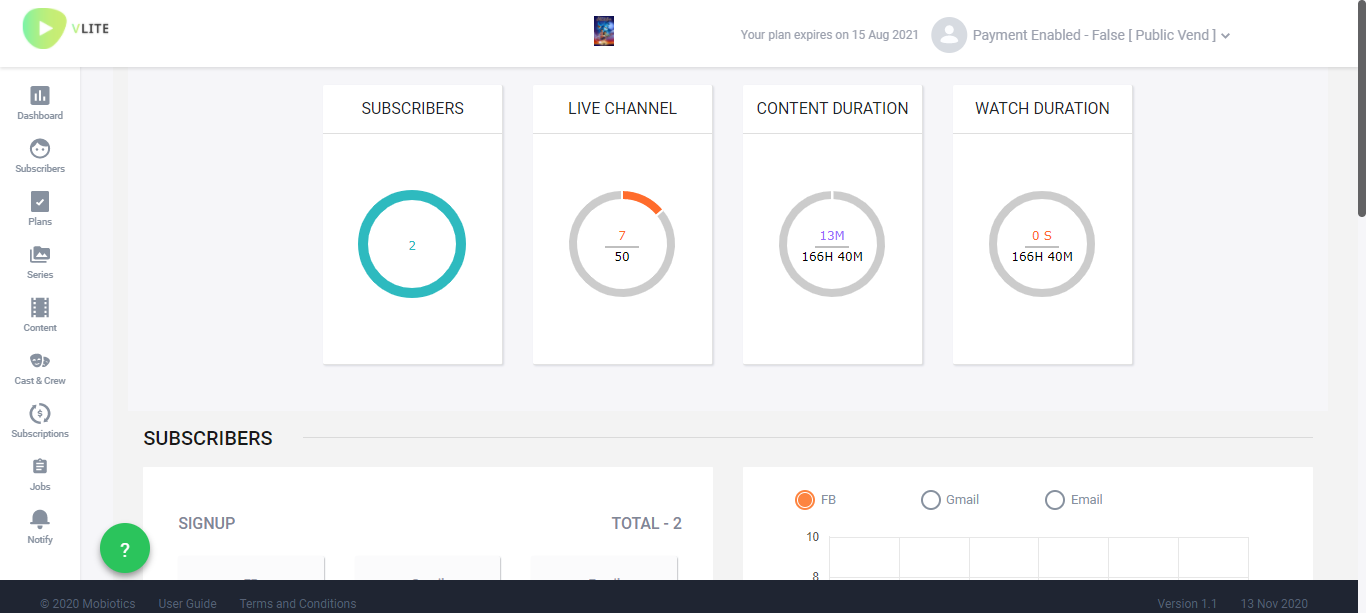 VLITE
Your plan expires on 15 Aug 2021
Payment Enabled - False [ Public Vend ]
Dashboard
Subscribers
Plans
Series
Content
Cast & Crew
Subscriptions
Jobs
Notify
SUBSCRIBERS
2
LIVE CHANNEL
7
50
CONTENT DURATION
13M
166H 40M
WATCH DURATION
0 S
166H 40M
SUBSCRIBERS
SIGNUP
TOTAL - 2
FB
Gmail
Email
10
8
?
© 2020 Mobiotics
User Guide
Terms and Conditions
Version 1.1
13 Nov 2020